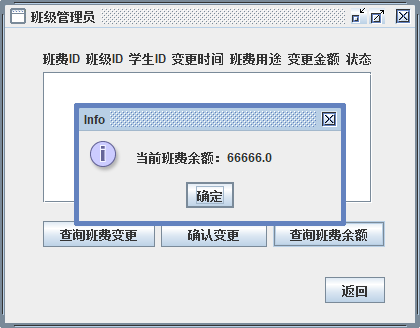 班级管理员
班费ID 班级ID 学生ID 变更时间 班费用途 变更金额 状态
Info
当前班费余额：66666.0
确定
查询班费变更 确认变更 查询班费余额
返回